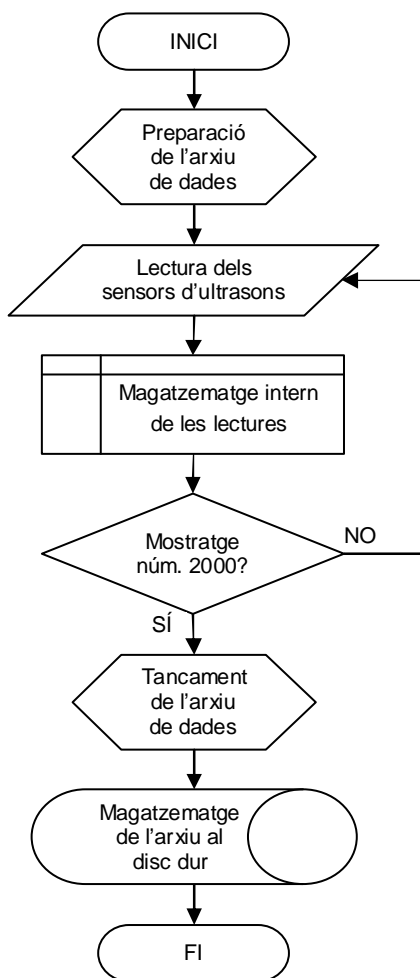 INICI
Preparació
de l'arxiu
de dades
Lectura dels
sensors d'ultrasons
Magatzematge intern
de les lectures
Mostratge
núm. 2000?
NO
SÍ
Tancament
de l'arxiu
de dades
Magatzematge
de l'arxiu al
disc dur
FI